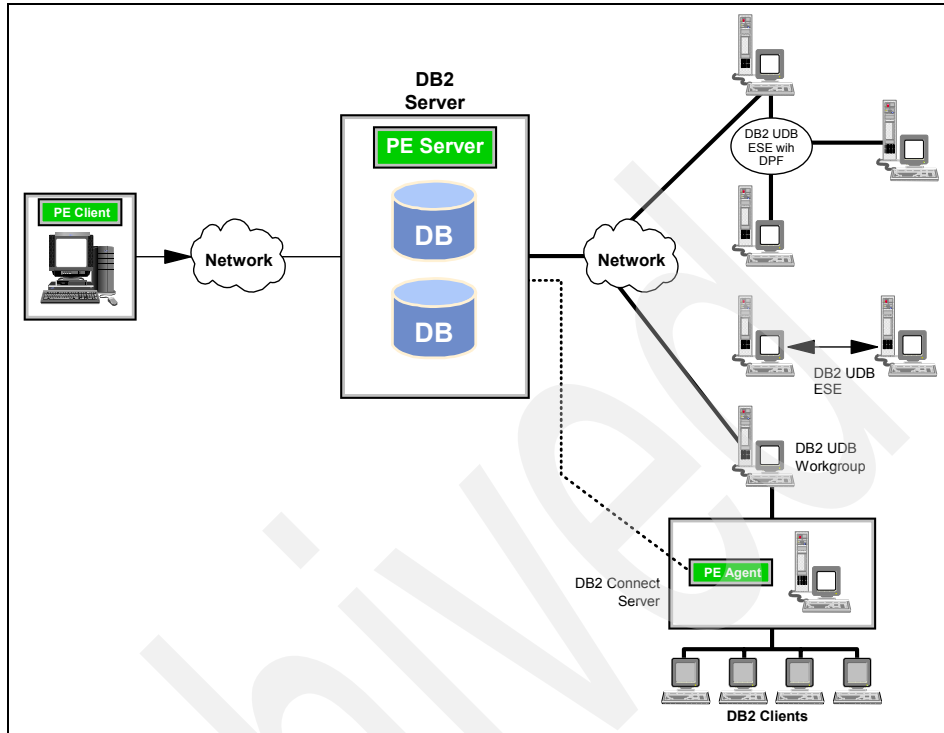 DB2
Server
PE Server
DB
DB
PE Client
Network
Network
DB2 UDB
ESE wih
DPF
DB2 UDB
ESE
DB2 UDB
Workgroup
PE Agent
DB2 Connect
Server
DB2 Clients
hived